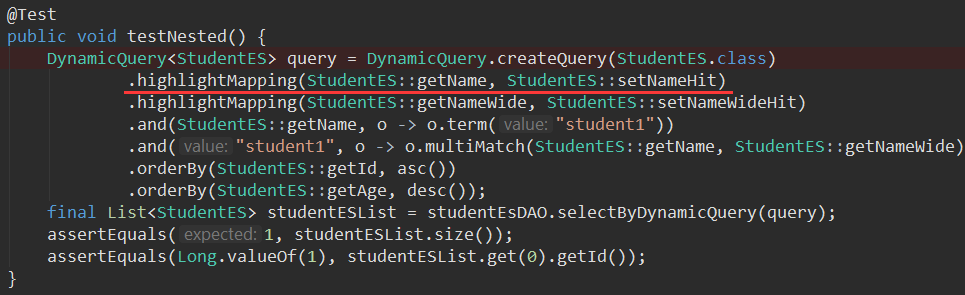 @Test
public void testNested() {
    DynamicQuery<StudentES> query = DynamicQuery.createQuery(StudentES.class)
            .highlightMapping(StudentES::getName, StudentES::setNameHit)
            .highlightMapping(StudentES::getNameWide, StudentES::setNameWideHit)
            .and(StudentES::getName, o -> o.term( value: "student1"))
            .and( value: "student1", o -> o.multiMatch(StudentES::getName, StudentES::getNameWide)
            .orderBy(StudentES::getId, asc())
            .orderBy(StudentES::getAge, desc());
    final List<StudentES> studentESList = studentEsDAO.selectByDynamicQuery(query);
    assertEquals( expected: 1, studentESList.size());
    assertEquals(Long.valueOf(1), studentESList.get(0).getId());
}